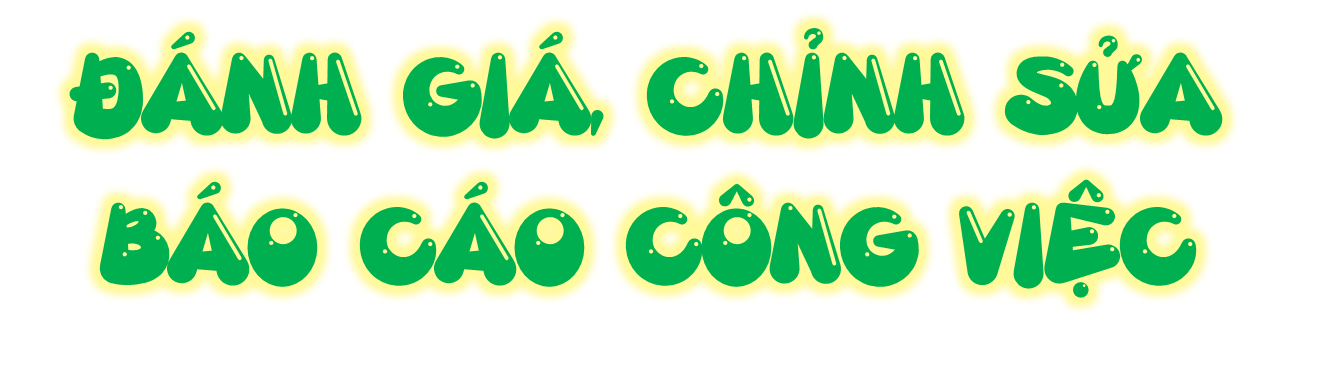 ĐÁNH GIÁ, CHỈNH SỬA
BÁO CÁO CÔNG VIỆC